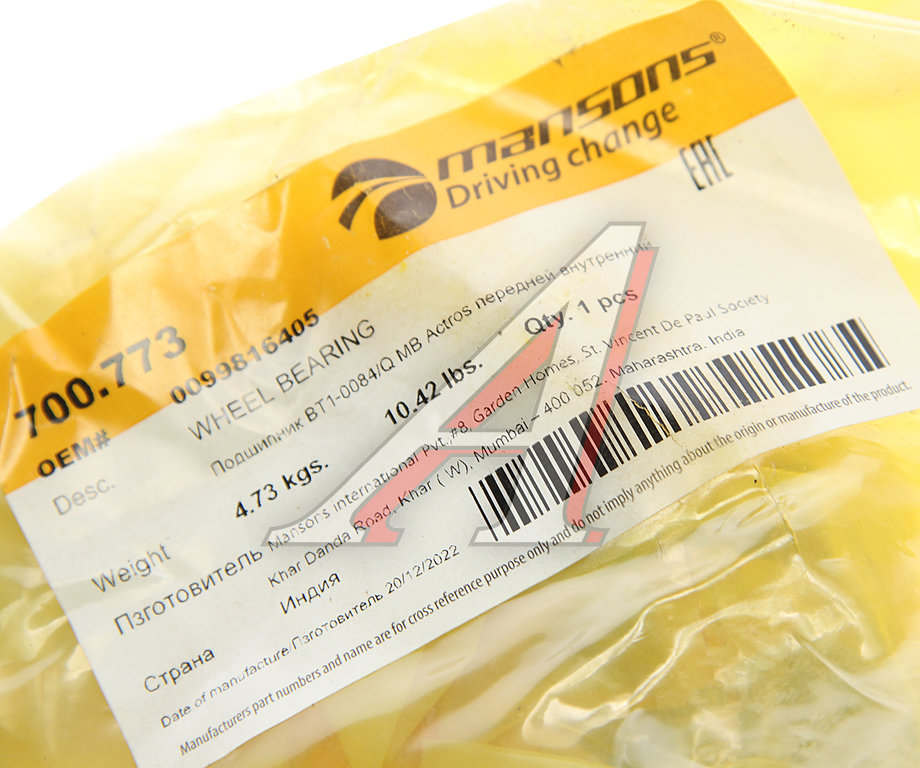 mansons®
Driving change
EAC
700.773
OEM# 0099816405
Desc. WHEEL BEARING
Подшипник BT1-0084/Q MB Actros передней внутренний
Weight 4.73 kgs. 10.42 lbs. Qty. 1 pcs
Пзготовитель Mansons international Pvt.,#8, Garden Homes, St. Vincent De Paul Society
Khar Danda Road, Khar ( W), Mumbai – 400 052. Maharashtra. India
Страна Индия
Date of manufacture/Пзготовитель 20/12/2022
Manufacturers part numbers and name are for cross reference purpose only and do not imply anything about the origin or manufacture of the product.